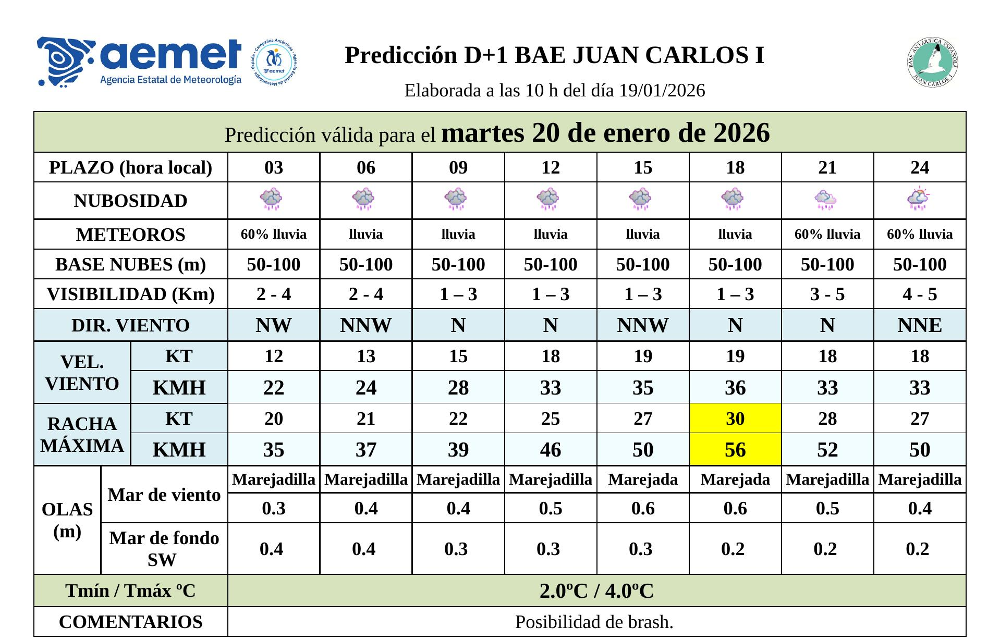 aemet
Agencia Estatal de Meteorología
Campañas Antárticas · Agencia Estatal de Meteorología · España ·
aemet
Predicción D+1 BAE JUAN CARLOS I
Elaborada a las 10 h del día 19/01/2026
BASE ANTÁRTICA ESPAÑOLA
JUAN CARLOS I
Predicción válida para el martes 20 de enero de 2026
PLAZO (hora local) 03 06 09 12 15 18 21 24
NUBOSIDAD
METEOROS 60% lluvia lluvia lluvia lluvia lluvia lluvia 60% lluvia 60% lluvia
BASE NUBES (m) 50-100 50-100 50-100 50-100 50-100 50-100 50-100 50-100
VISIBILIDAD (Km) 2 - 4 2 - 4 1 – 3 1 – 3 1 – 3 1 – 3 3 - 5 4 - 5
DIR. VIENTO NW NNW N N NNW N N NNE
VEL.
VIENTO
KT 12 13 15 18 19 19 18 18
KMH 22 24 28 33 35 36 33 33
RACHA
MÁXIMA
KT 20 21 22 25 27 30 28 27
KMH 35 37 39 46 50 56 52 50
OLAS
(m)
Mar de viento
Marejadilla Marejadilla Marejadilla Marejadilla Marejada Marejada Marejadilla Marejadilla
0.3 0.4 0.4 0.5 0.6 0.6 0.5 0.4
Mar de fondo
SW
0.4 0.4 0.3 0.3 0.3 0.2 0.2 0.2
Tmín / Tmáx ºC 2.0ºC / 4.0ºC
COMENTARIOS Posibilidad de brash.